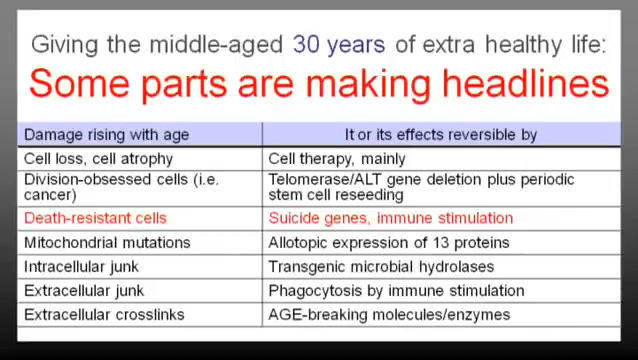 Giving the middle-aged 30 years of extra healthy life:
Some parts are making headlines
Damage rising with age It or its effects reversible by
Cell loss, cell atrophy Cell therapy, mainly
Division-obsessed cells (i.e. Telomerase/ALT gene deletion plus periodic
cancer) stem cell reseeding
Death-resistant cells Suicide genes, immune stimulation
Mitochondrial mutations Allotopic expression of 13 proteins
Intracellular junk Transgenic microbial hydrolases
Extracellular junk Phagocytosis by immune stimulation
Extracellular crosslinks AGE-breaking molecules/enzymes